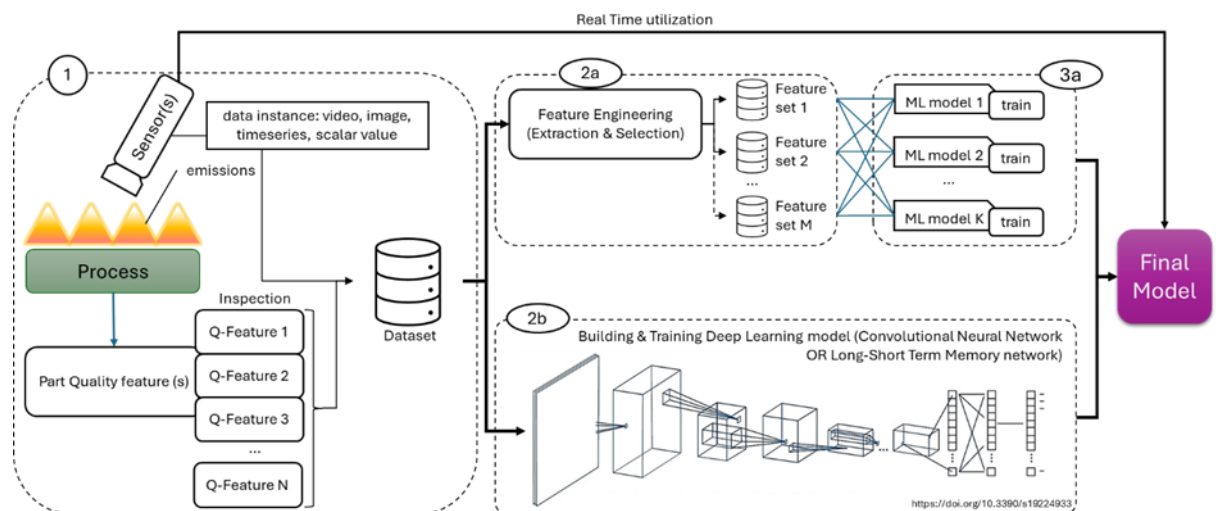 Real Time utilization
1
Sensor(s)
data instance: video, image,
timeseries, scalar value
emissions
Process
Inspection
Part Quality feature (s)
Q-Feature 1
Q-Feature 2
Q-Feature 3
...
Q-Feature N
Dataset
2a
Feature Engineering
(Extraction & Selection)
Feature
set 1
Feature
set 2
...
Feature
set M
3a
ML model 1
train
ML model 2
train
...
ML model K
train
2b
Building & Training Deep Learning model (Convolutional Neural Network
OR Long-Short Term Memory network)
...
https://doi.org/10.3390/s19224933
Final
Model